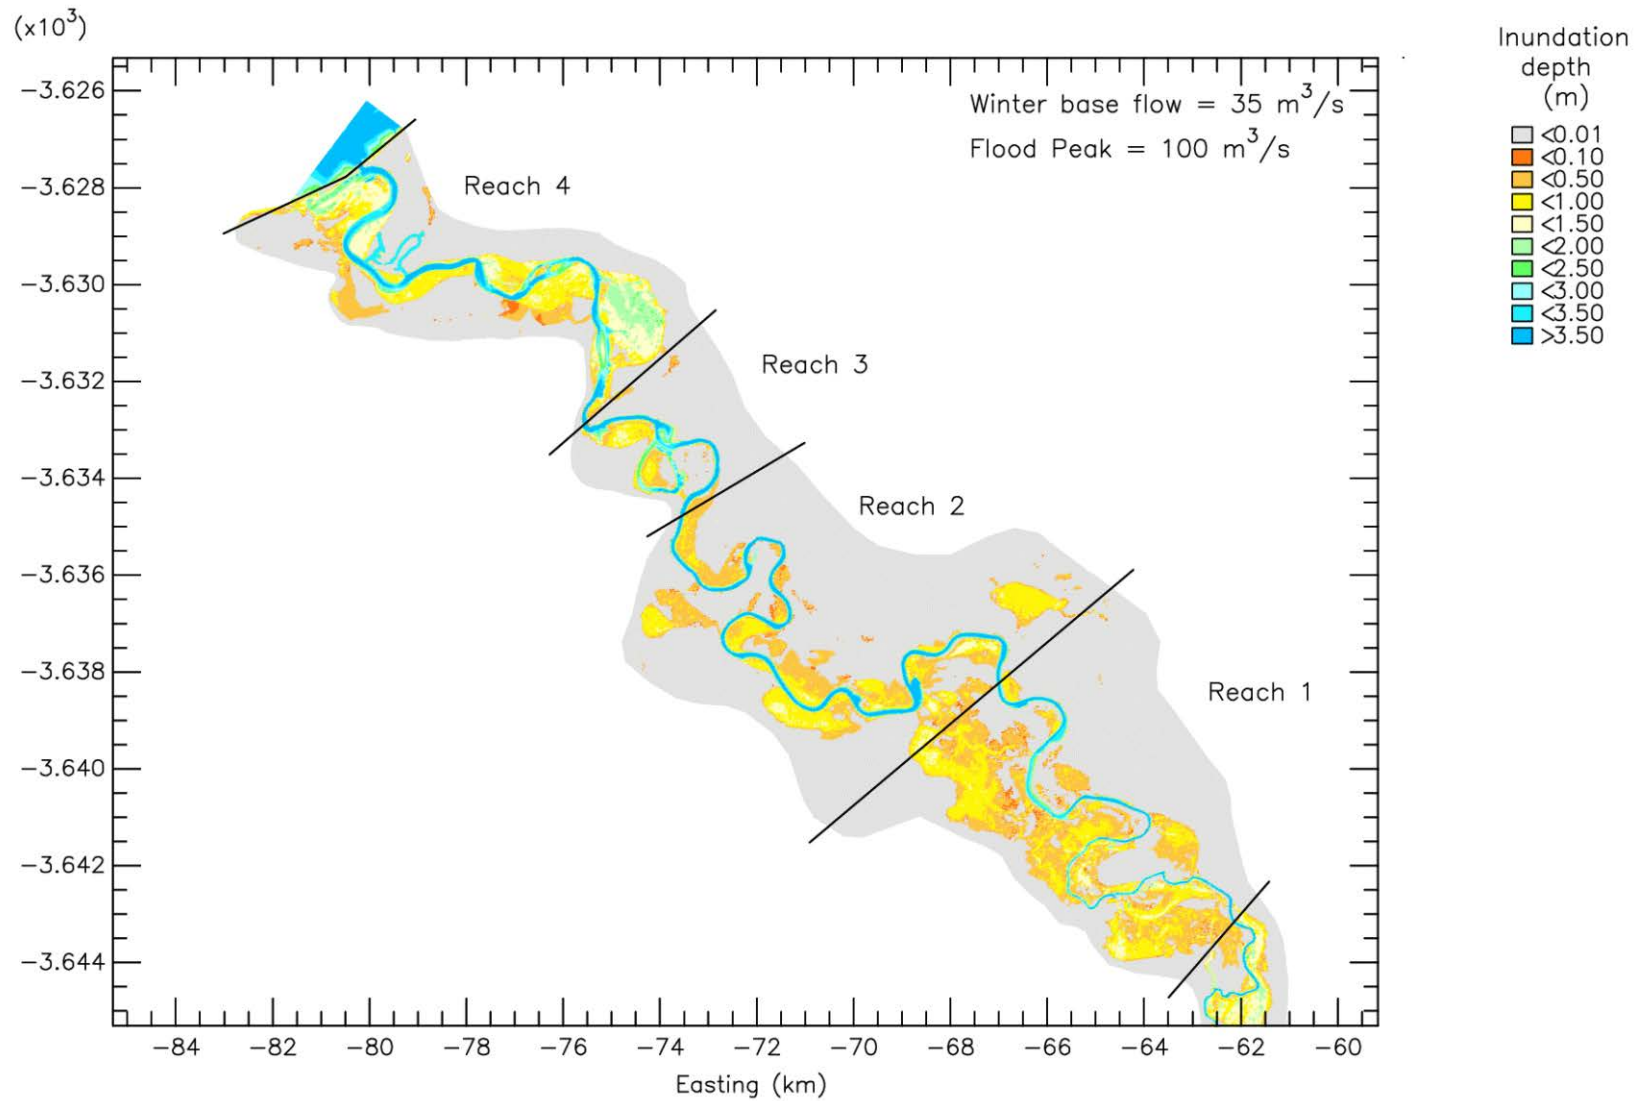 (x10³)
Inundation
depth
(m)
<0.01
<0.10
<0.50
<1.00
<1.50
<2.00
<2.50
<3.00
<3.50
>3.50
Winter base flow = 35 m³/s
Flood Peak = 100 m³/s
Reach 4
Reach 3
Reach 2
Reach 1
−3.626
−3.628
−3.630
−3.632
−3.634
−3.636
−3.638
−3.640
−3.642
−3.644
−84 −82 −80 −78 −76 −74 −72 −70 −68 −66 −64 −62 −60
Easting (km)